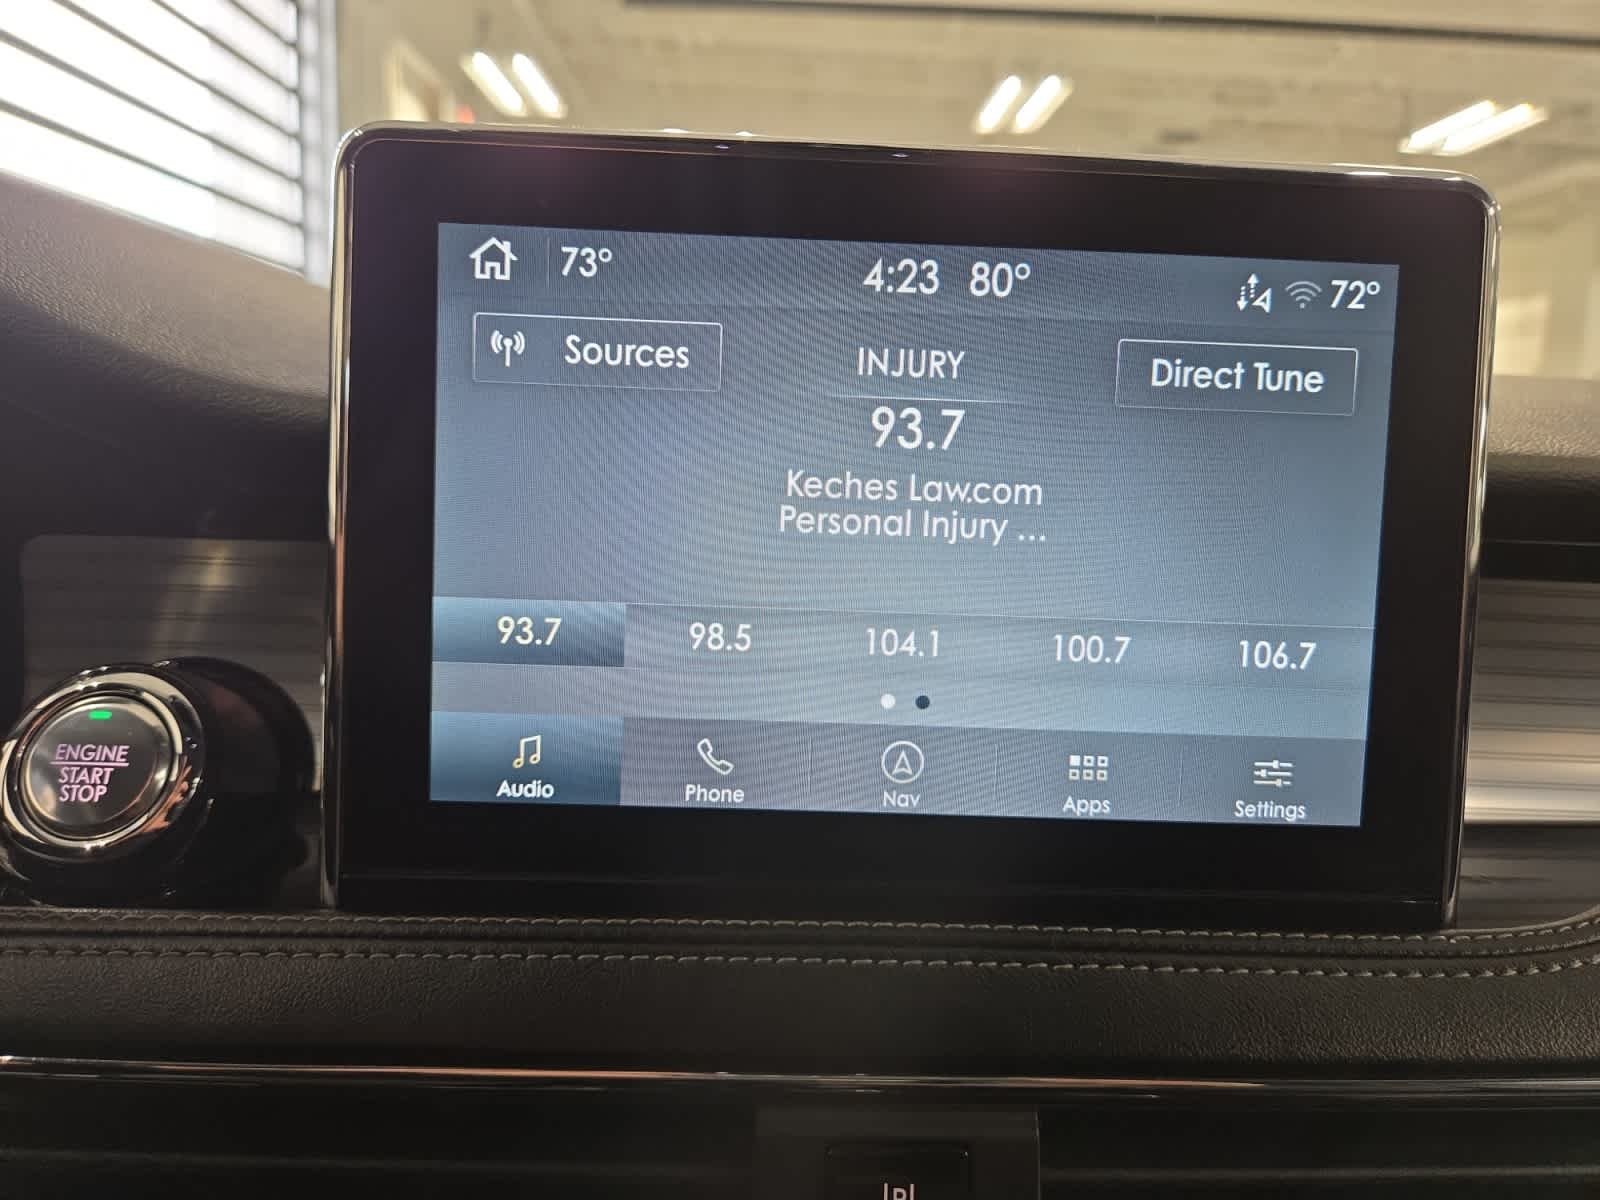 73° 4:23 80° 72°
Sources INJURY Direct Tune
93.7
Keches Law.com
Personal Injury ...
93.7 98.5 104.1 100.7 106.7
Audio Phone Nav Apps Settings
ENGINE
START
STOP
P